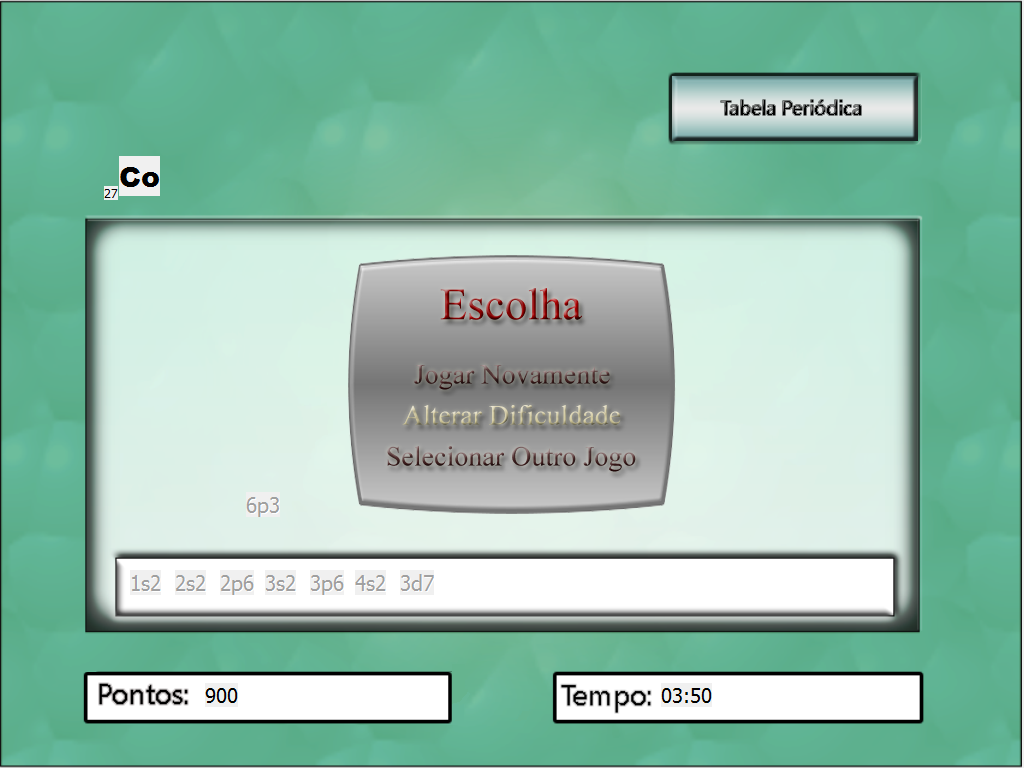 Tabela Periódica
27Co
Escolha
Jogar Novamente
Alterar Dificuldade
Selecionar Outro Jogo
6p3
1s2 2s2 2p6 3s2 3p6 4s2 3d7
Pontos: 900
Tempo: 03:50